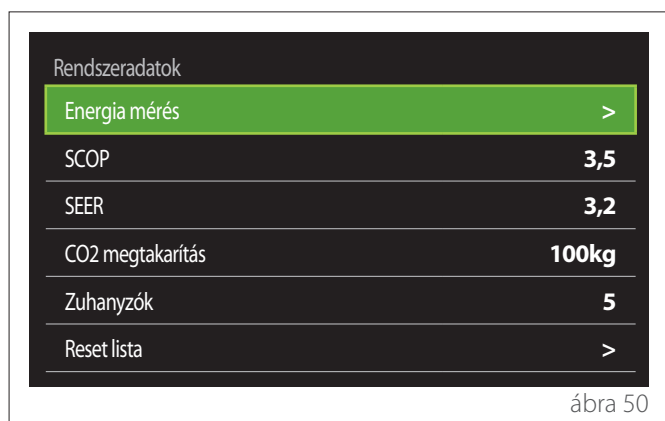 Rendszeradatok
Energia mérés >
SCOP 3,5
SEER 3,2
CO2 megtakarítás 100kg
Zuhanyzók 5
Reset lista >
ábra 50